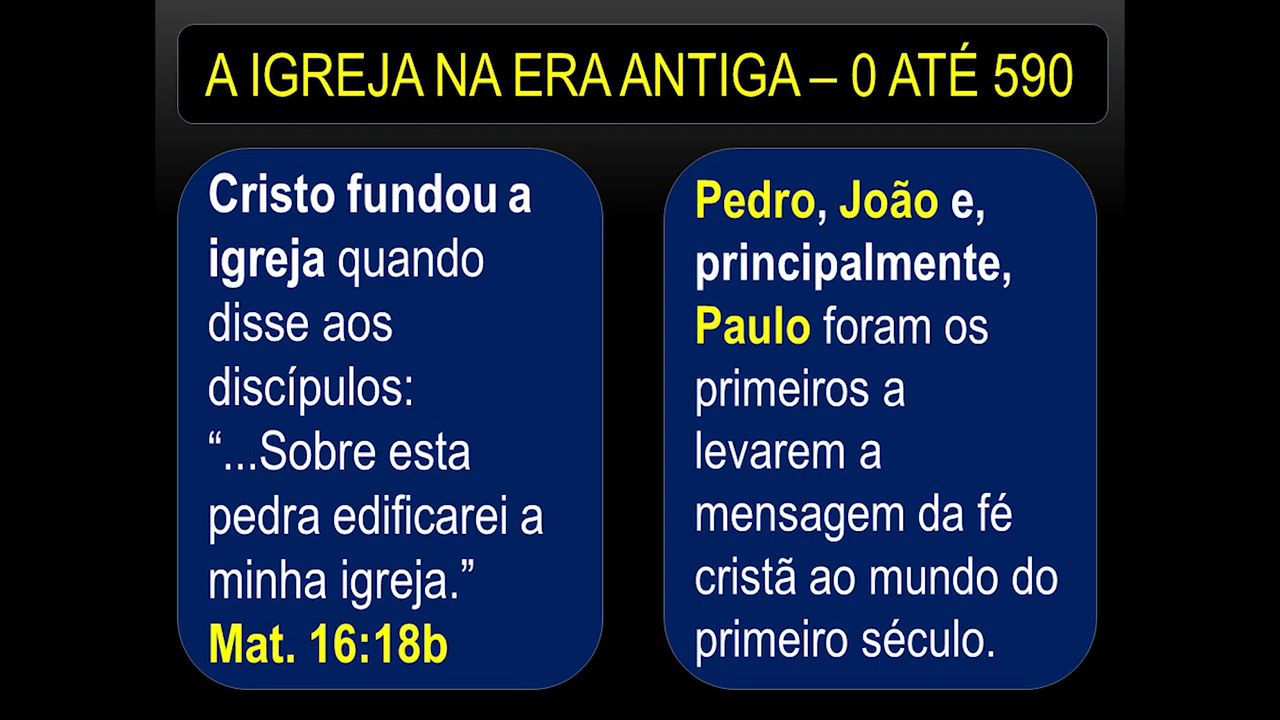 A IGREJA NA ERA ANTIGA – 0 ATÉ 590
Cristo fundou a
igreja quando
disse aos
discípulos:
“...Sobre esta
pedra edificarei a
minha igreja.”
Mat. 16:18b
Pedro, João e,
principalmente,
Paulo foram os
primeiros a
levarem a
mensagem da fé
cristã ao mundo do
primeiro século.